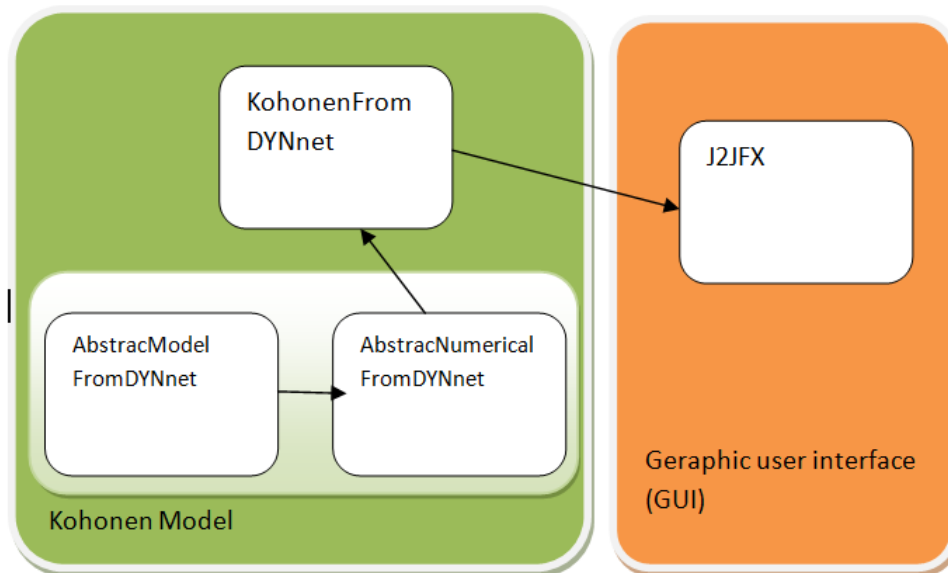 KohonenFrom
DYNnet
J2JFX
AbstracModel
FromDYNnet
AbstracNumerical
FromDYNnet
Geraphic user interface
(GUI)
Kohonen Model